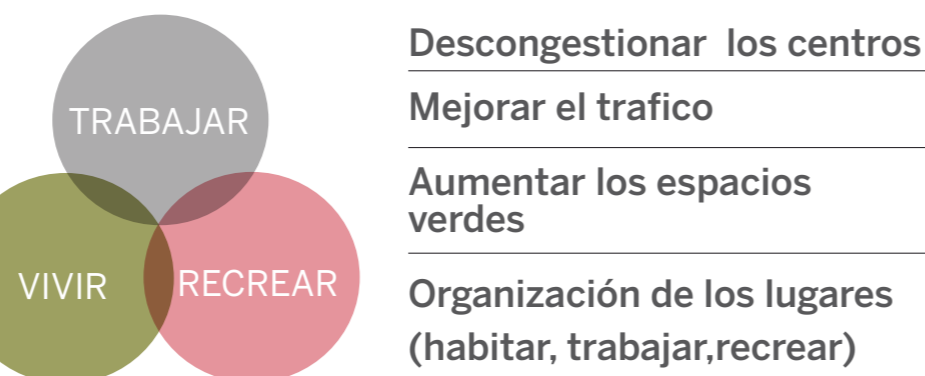 TRABAJAR
VIVIR
RECREAR
Descongestionar los centros
Mejorar el trafico
Aumentar los espacios
verdes
Organización de los lugares
(habitar, trabajar,recrear)